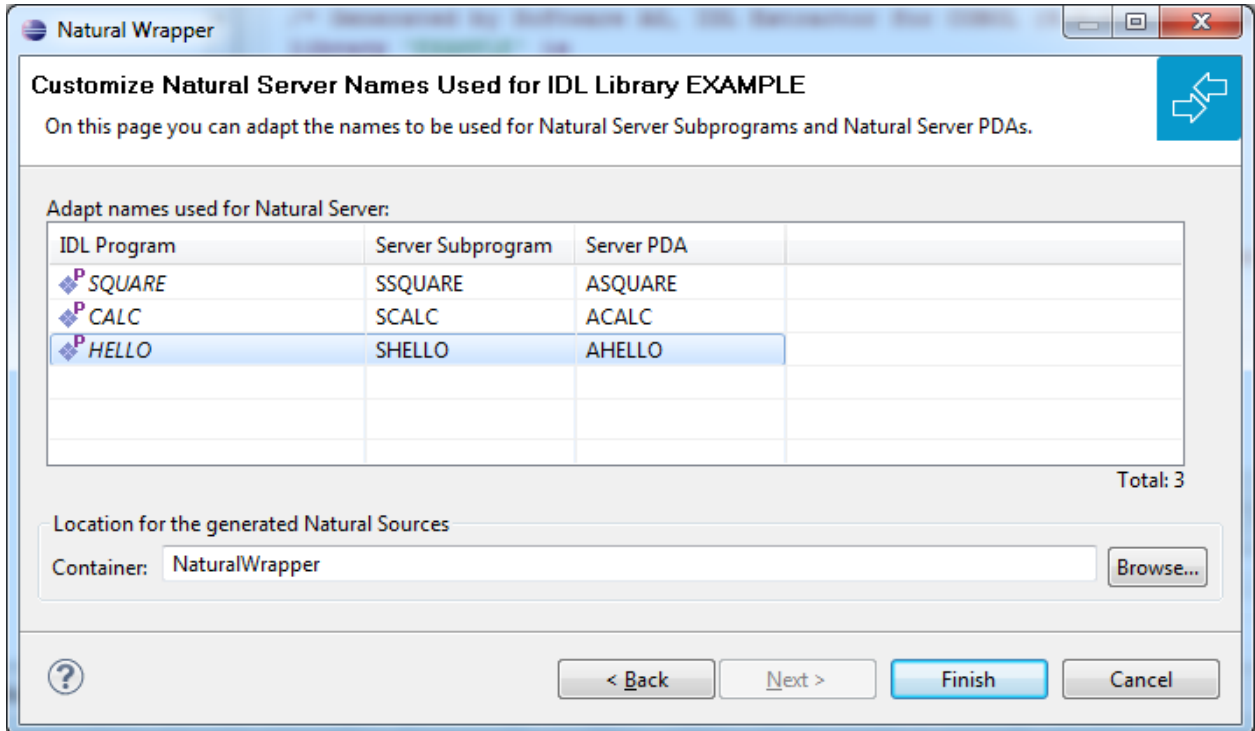 Natural Wrapper
Customize Natural Server Names Used for IDL Library EXAMPLE
On this page you can adapt the names to be used for Natural Server Subprograms and Natural Server PDAs.
Adapt names used for Natural Server:
IDL Program Server Subprogram Server PDA
P SQUARE SSQUARE ASQUARE
P CALC SCALC ACALC
P HELLO SHELLO AHELLO
Total: 3
Location for the generated Natural Sources
Container: NaturalWrapper Browse...
? < Back Next > Finish Cancel